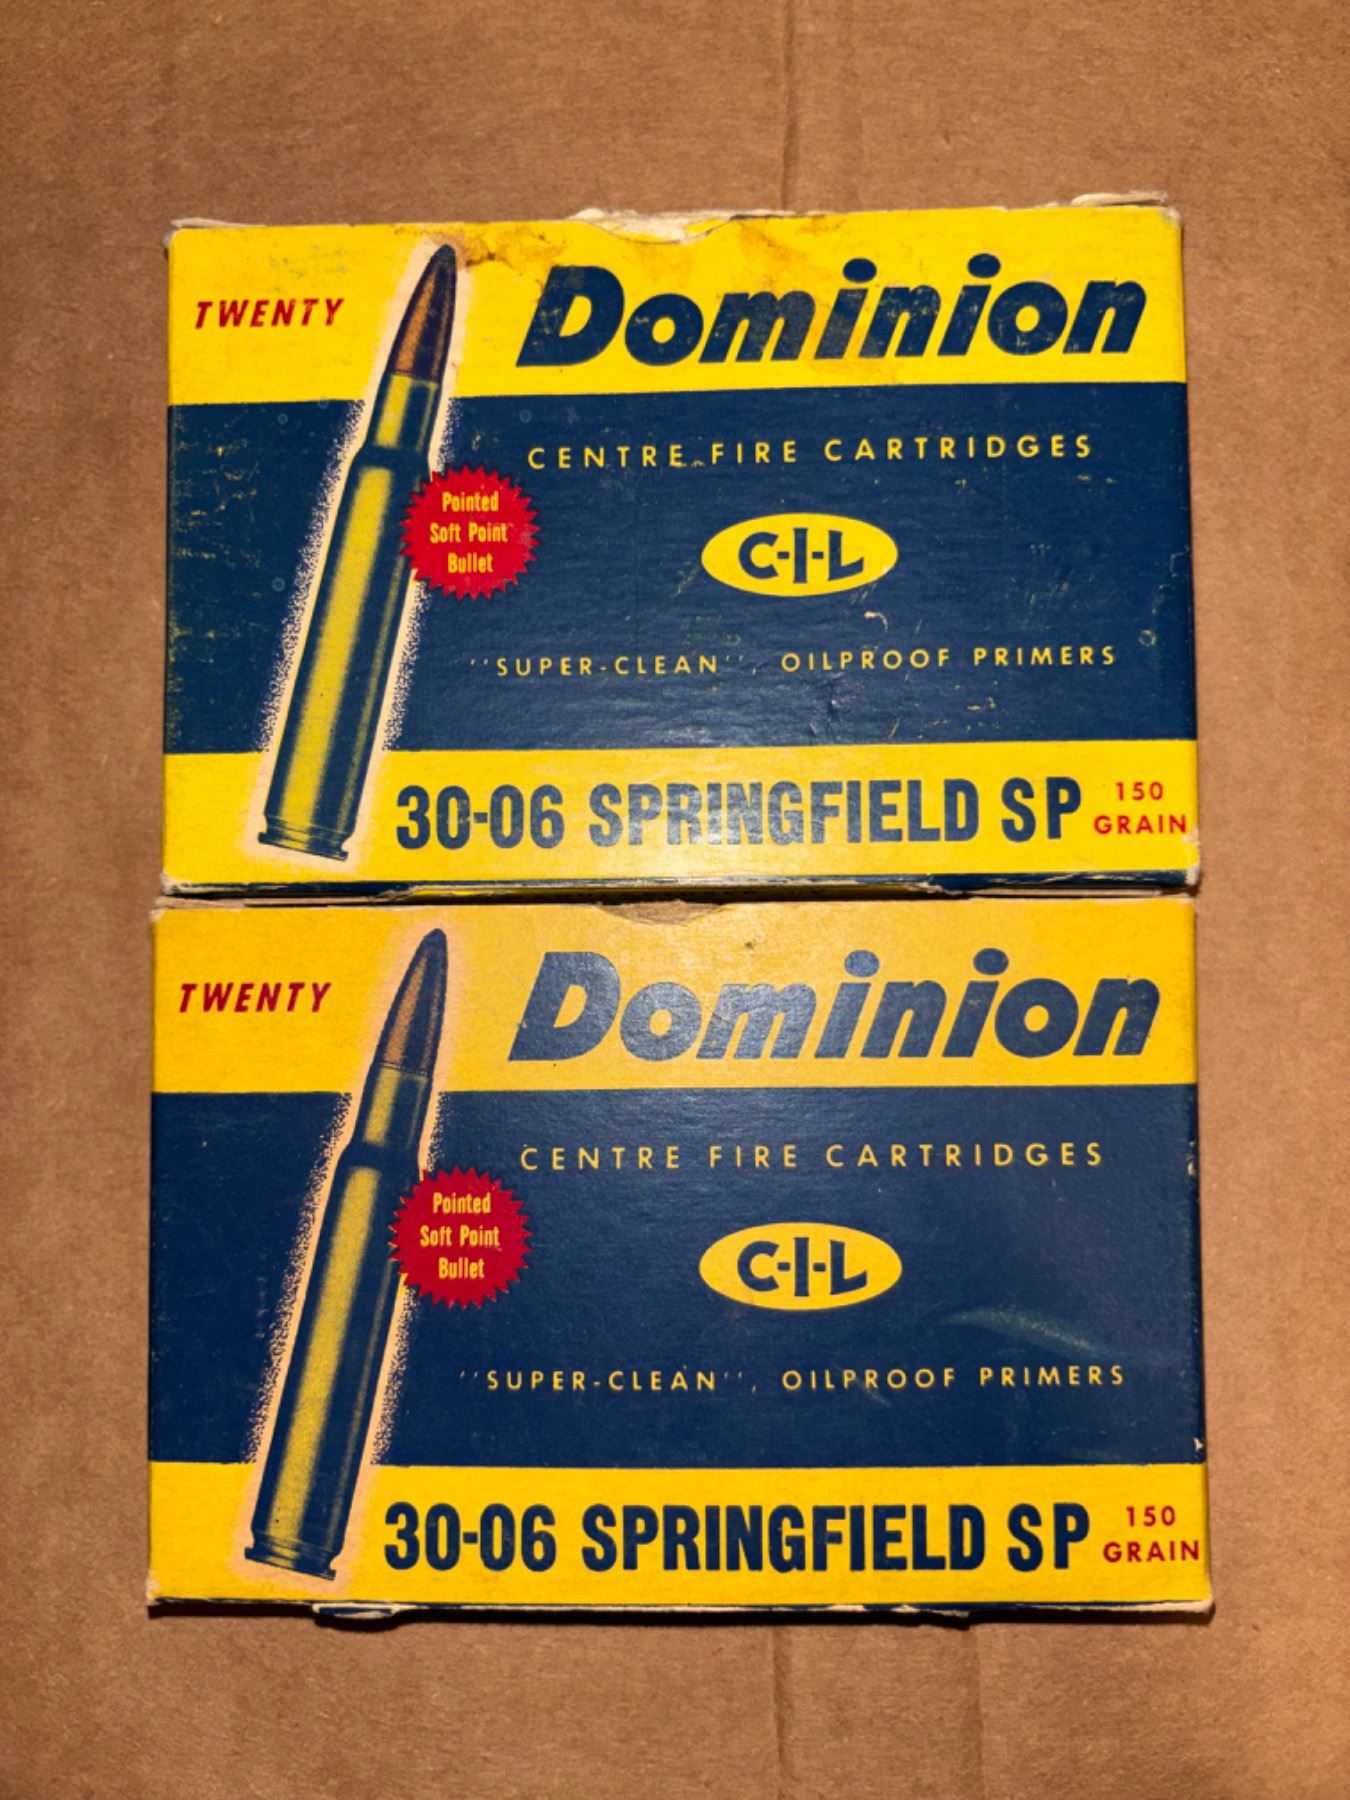 TWENTY
Dominion
CENTRE FIRE CARTRIDGES
Pointed
Soft Point
Bullet
C-I-L
"SUPER-CLEAN", OILPROOF PRIMERS
30-06 SPRINGFIELD SP
150
GRAIN
TWENTY
Dominion
CENTRE FIRE CARTRIDGES
Pointed
Soft Point
Bullet
C-I-L
"SUPER-CLEAN", OILPROOF PRIMERS
30-06 SPRINGFIELD SP
150
GRAIN